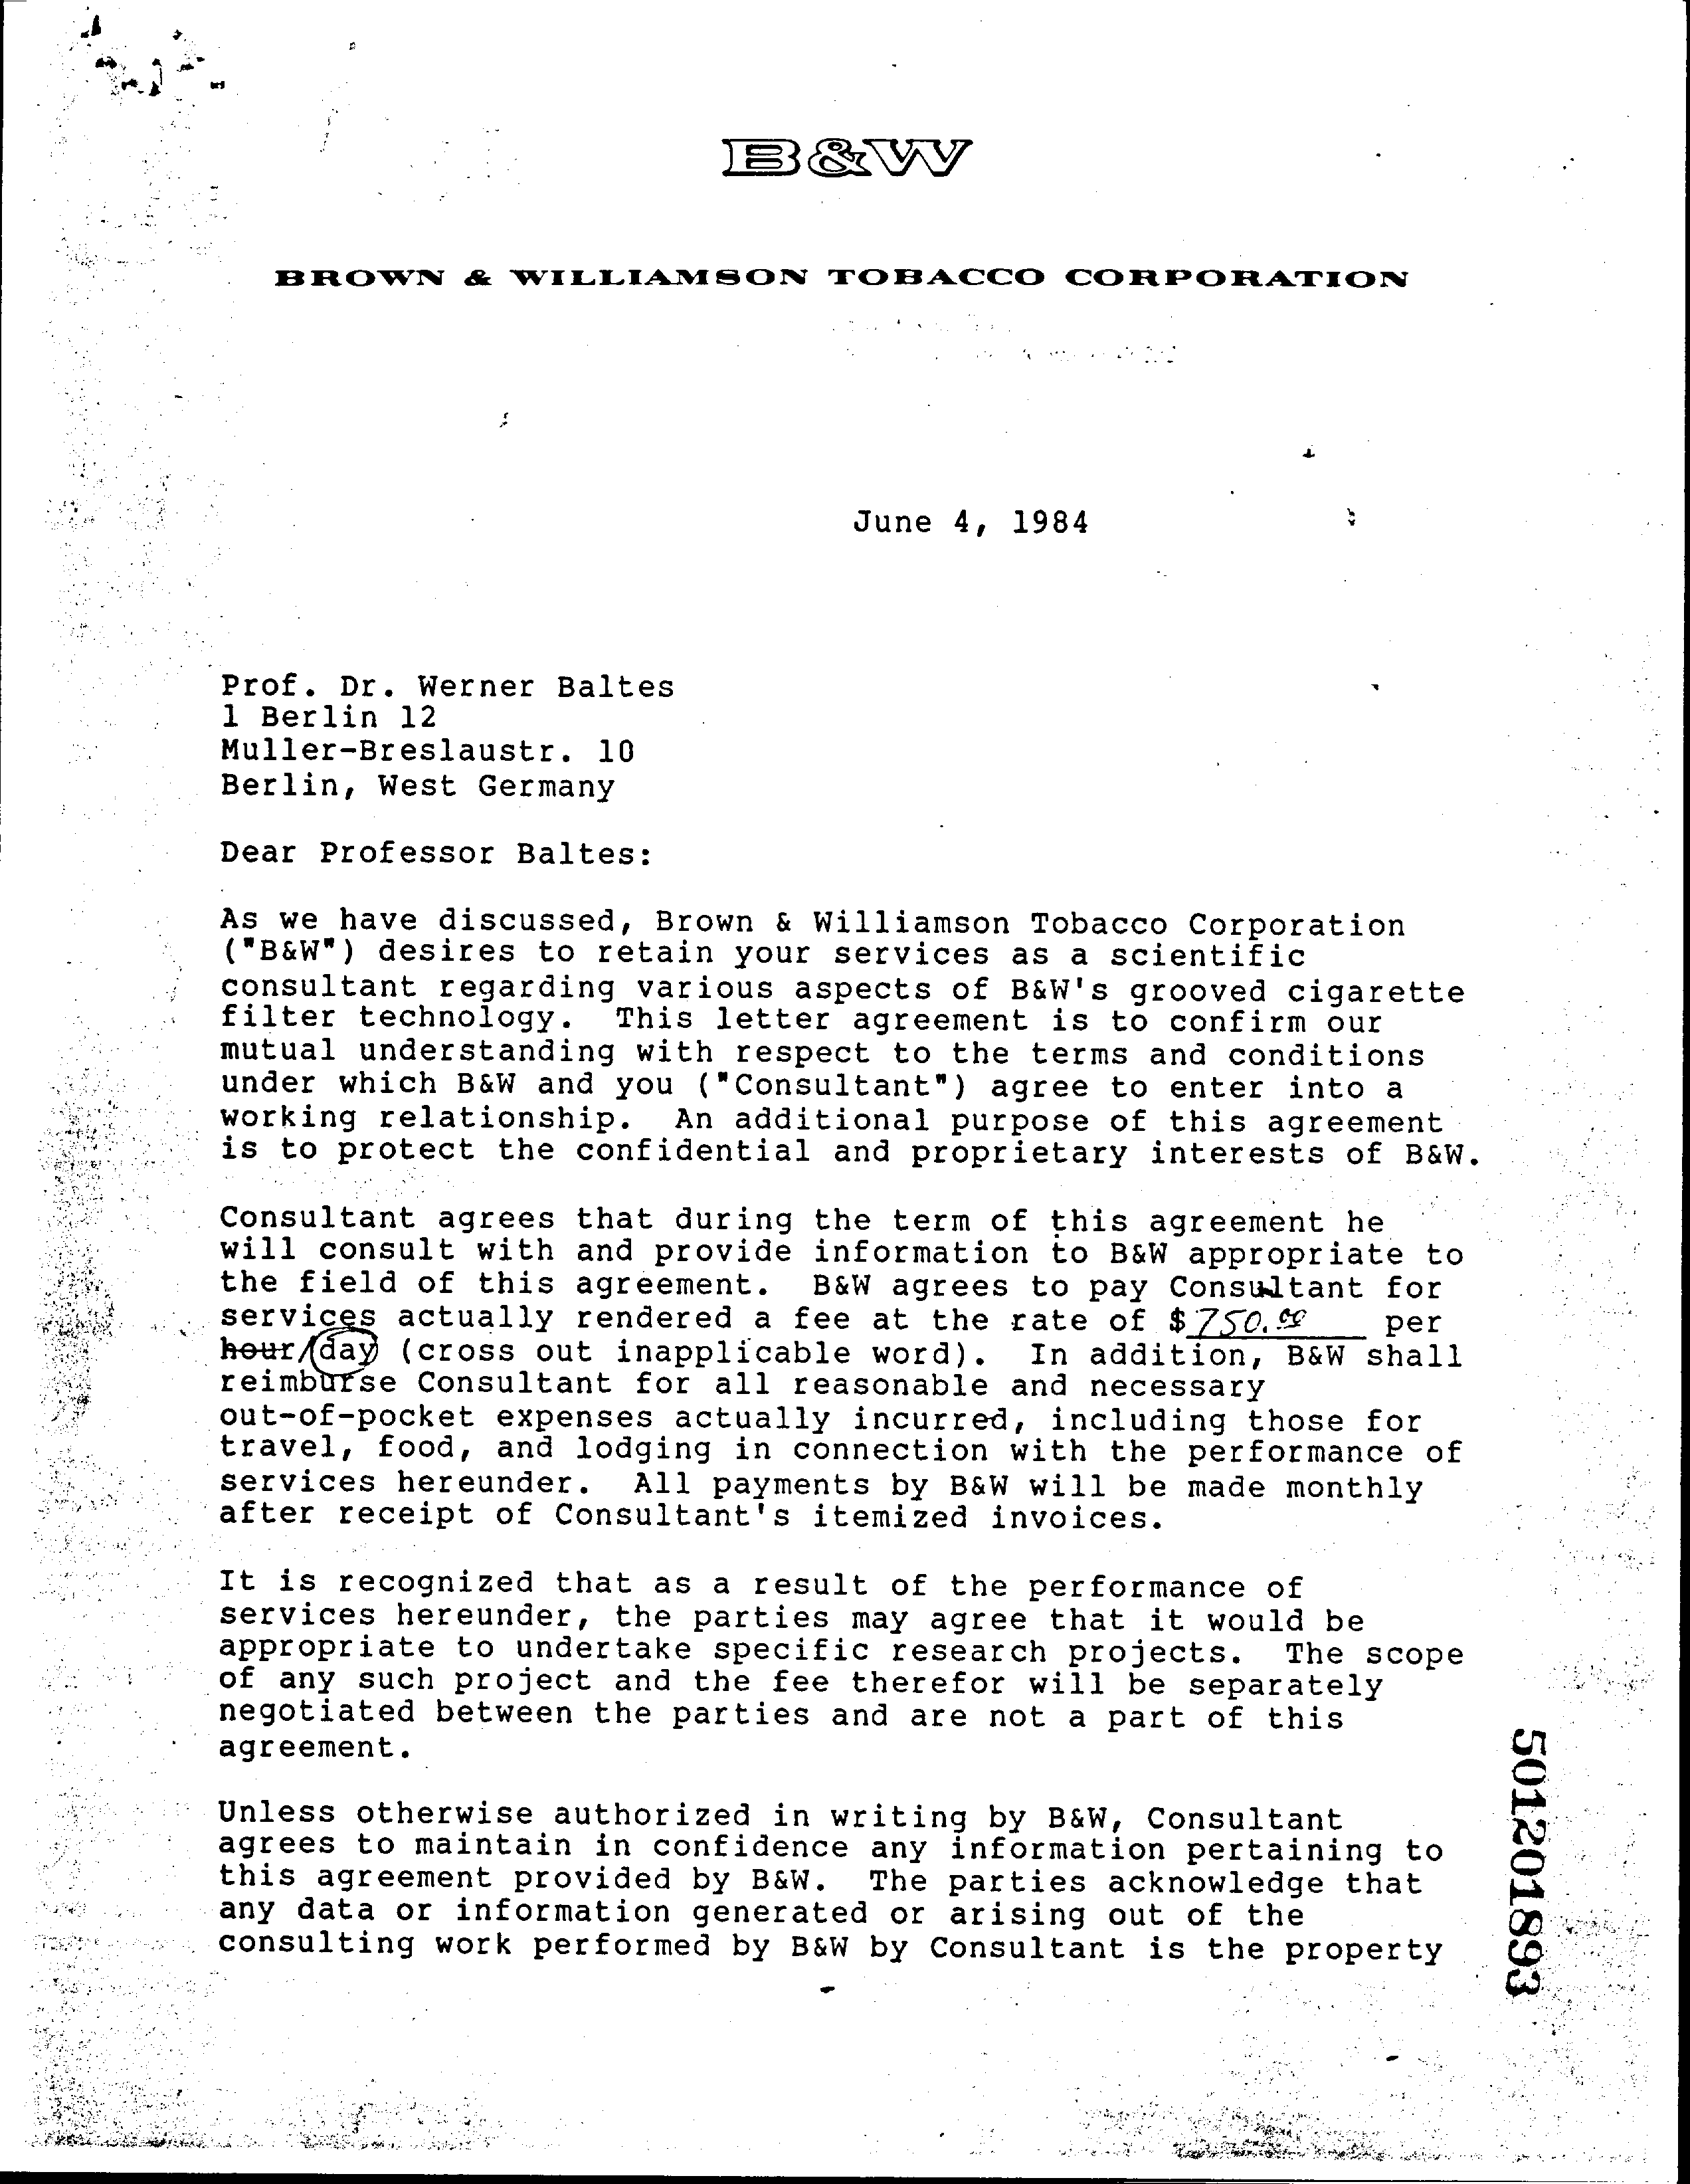 B&W
BROWN & WILLIAMSON TOBACCO CORPORATION
June 4, 1984
Prof. Dr. Werner Baltes
1 Berlin 12
Muller-Breslaustr. 10
Berlin, West Germany
Dear Professor Baltes:
As we have discussed, Brown & Williamson Tobacco Corporation
("B&W") desires to retain your services as a scientific
consultant regarding various aspects of B&W's grooved cigarette
filter technology. This letter agreement is to confirm our
mutual understanding with respect to the terms and conditions
under which B&W and you ("Consultant") agree to enter into a
working relationship. An additional purpose of this agreement
is to protect the confidential and proprietary interests of B&W.
Consultant agrees that during the term of this agreement he
will consult with and provide information to B&W appropriate to
the field of this agreement. B&W agrees to pay Consultant for
services actually rendered a fee at the rate of $750.00 per
hour/day (cross out inapplicable word). In addition, B&W shall
reimburse Consultant for all reasonable and necessary
out-of-pocket expenses actually incurred, including those for
travel, food, and lodging in connection with the performance of
services hereunder. All payments by B&W will be made monthly
after receipt of Consultant's itemized invoices.
It is recognized that as a result of the performance of
services hereunder, the parties may agree that it would be
appropriate to undertake specific research projects. The scope
of any such project and the fee therefor will be separately
negotiated between the parties and are not a part of this
agreement.
Unless otherwise authorized in writing by B&W, Consultant
agrees to maintain in confidence any information pertaining to
this agreement provided by B&W. The parties acknowledge that
any data or information generated or arising out of the
consulting work performed by B&W by Consultant is the property
501201893